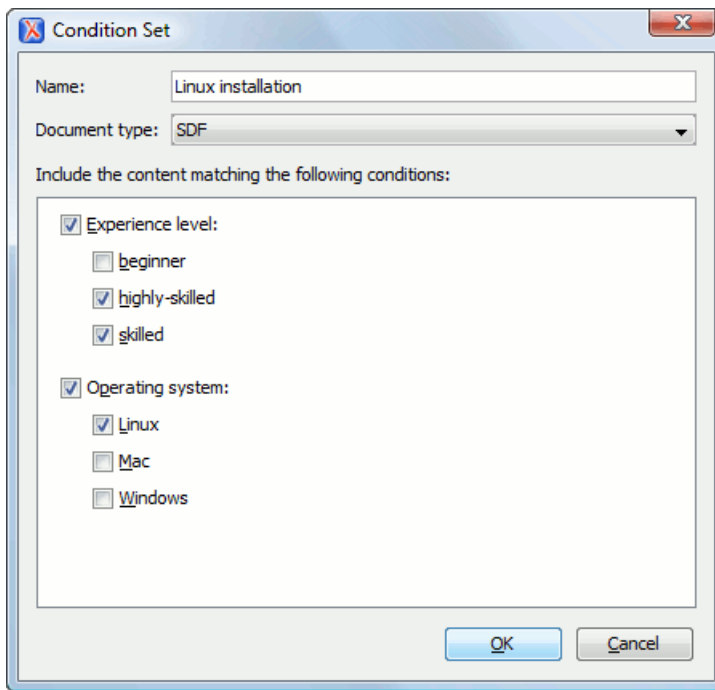 Condition Set
Name: Linux installation
Document type: SDF
Include the content matching the following conditions:
Experience level:
beginner
highly-skilled
skilled
Operating system:
Linux
Mac
Windows
OK Cancel